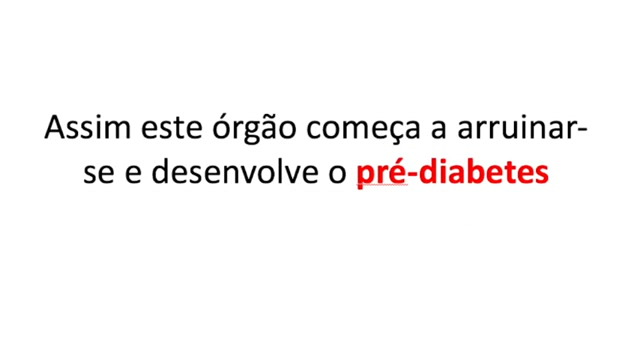 Assim este órgão começa a arruinar-
se e desenvolve o pré-diabetes